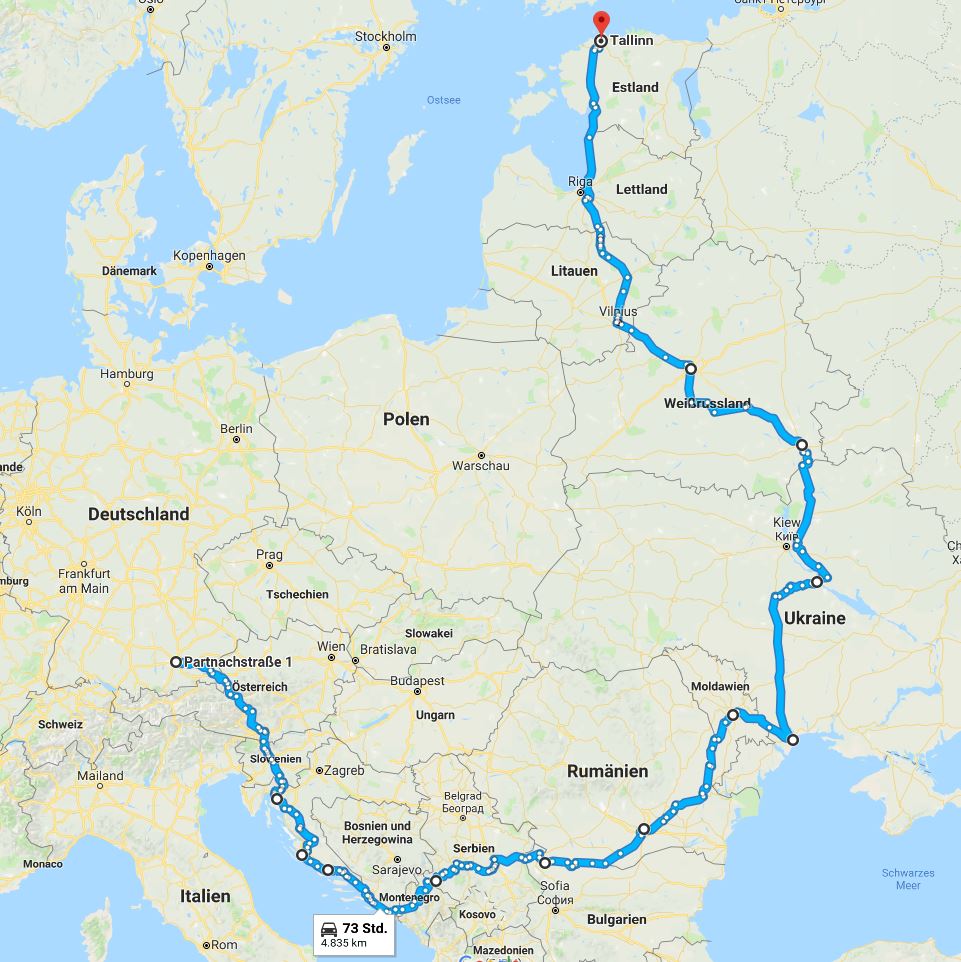 Oslo
Санкт-Петербург
Stockholm
Tallinn
Ostsee
Estland
Riga
Lettland
Kopenhagen
Dänemark
Litauen
Vilnius
Hamburg
Weißrussland
Polen
Berlin
Warschau
Köln
Deutschland
Kiew
Київ
Prag
Frankfurt
am Main
Tschechien
Ukraine
Slowakei
Wien
Bratislava
Partnachstraße 1
Österreich
Budapest
Moldawien
Ungarn
Schweiz
Slowenien
Zagreb
Mailand
Rumänien
Belgrad
Београд
Bosnien und
Herzegowina
Serbien
Monaco
Sarajevo
Schwarzes
Meer
Italien
Montenegro
Sofia
София
Kosovo
Bulgarien
73 Std.
4.835 km
Rom
Mazedonien